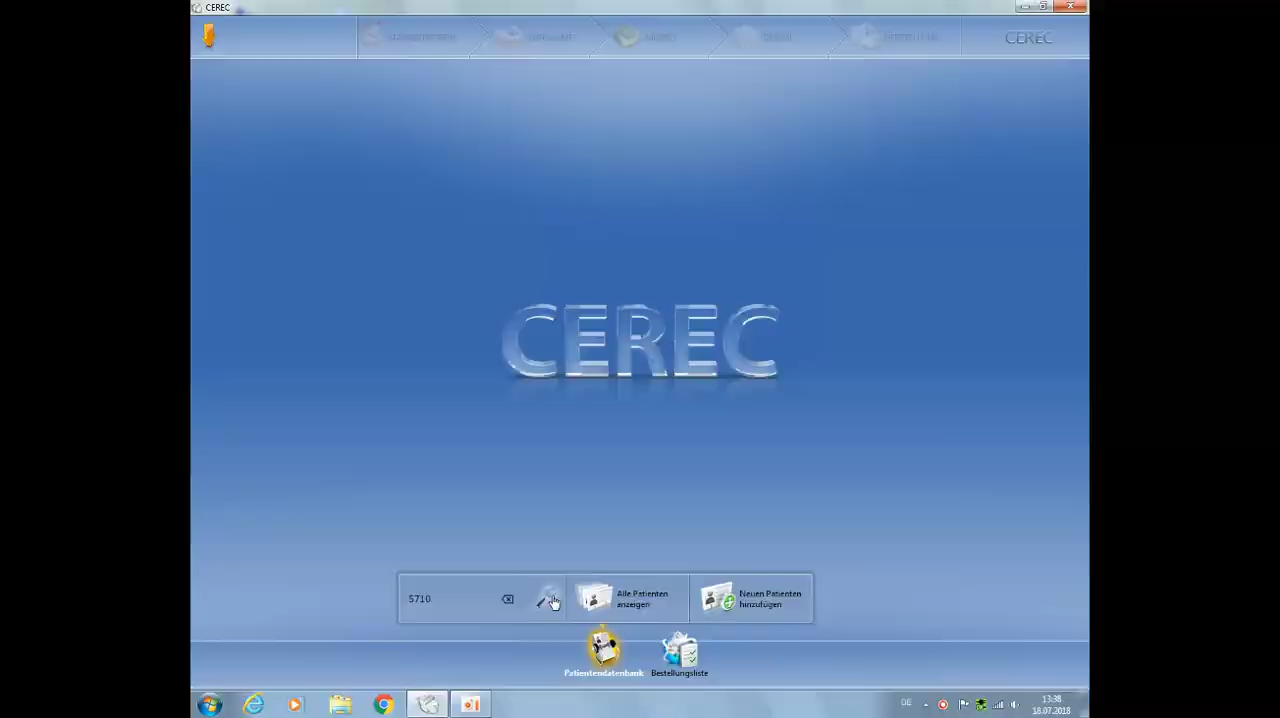 CEREC
CEREC
CEREC
5710
Alle Patienten
anzeigen
Neuen Patienten
hinzufügen
Patientendatenbank
Bestellungsliste
DE
13:38
18.07.2018